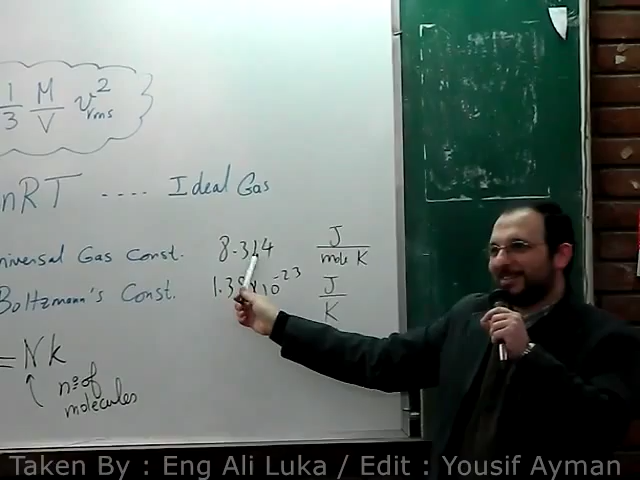 1/3 M/V v²rms
nRT .... Ideal Gas
niversal Gas Const. 8.314 J/mole K
Boltzmann's Const. 1.38×10⁻²³ J/K
= Nk
nº of
molecules
Taken By : Eng Ali Luka / Edit : Yousif Ayman